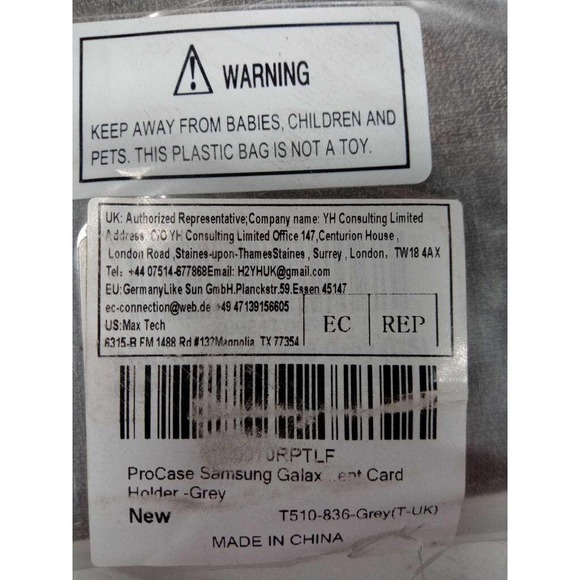 WARNING
KEEP AWAY FROM BABIES, CHILDREN AND
PETS. THIS PLASTIC BAG IS NOT A TOY.
UK: Authorized Representative;Company name: YH Consulting Limited
Address: C/O YH Consulting Limited Office 147,Centurion House ,
London Road ,Staines-upon-ThamesStaines , Surrey , London, TW18 4AX
Tel: +44 07514-677868Email: H2YHUK@gmail.com
EU:GermanyLike Sun GmbH.Planckstr.59.Essen 45147
ec-connection@web.de +49 47139156605
US:Max Tech
6315-B FM 1488 Rd #132Magnolia, TX 77354
EC REP
RPTLF
ProCase Samsung Galax...ent Card
Holder -Grey
New
T510-836-Grey(T-UK)
MADE IN CHINA